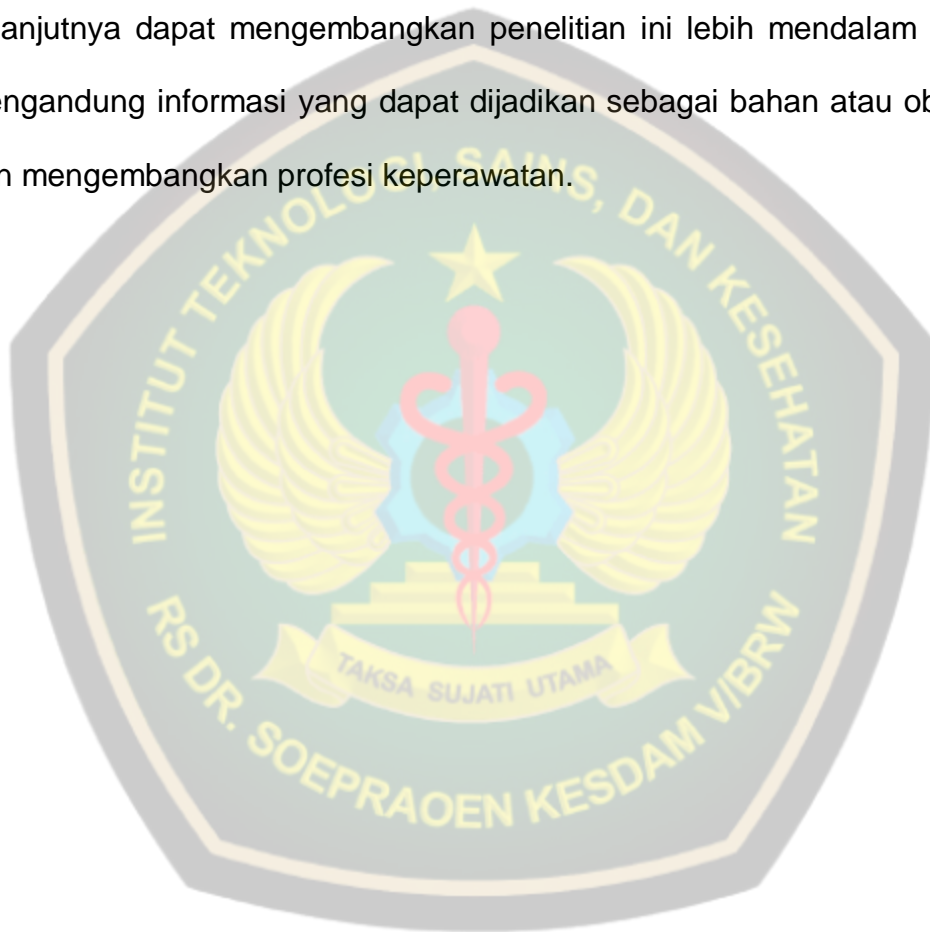 anjutnya dapat mengembangkan penelitian ini lebih mendalam
engandung informasi yang dapat dijadikan sebagai bahan atau ob
n mengembangkan profesi keperawatan.
INSTITUT TEKNOLOGI, SAINS, DAN KESEHATAN
TAKSA SUJATI UTAMA
RS DR. SOEPRAOEN KESDAM V/BRW